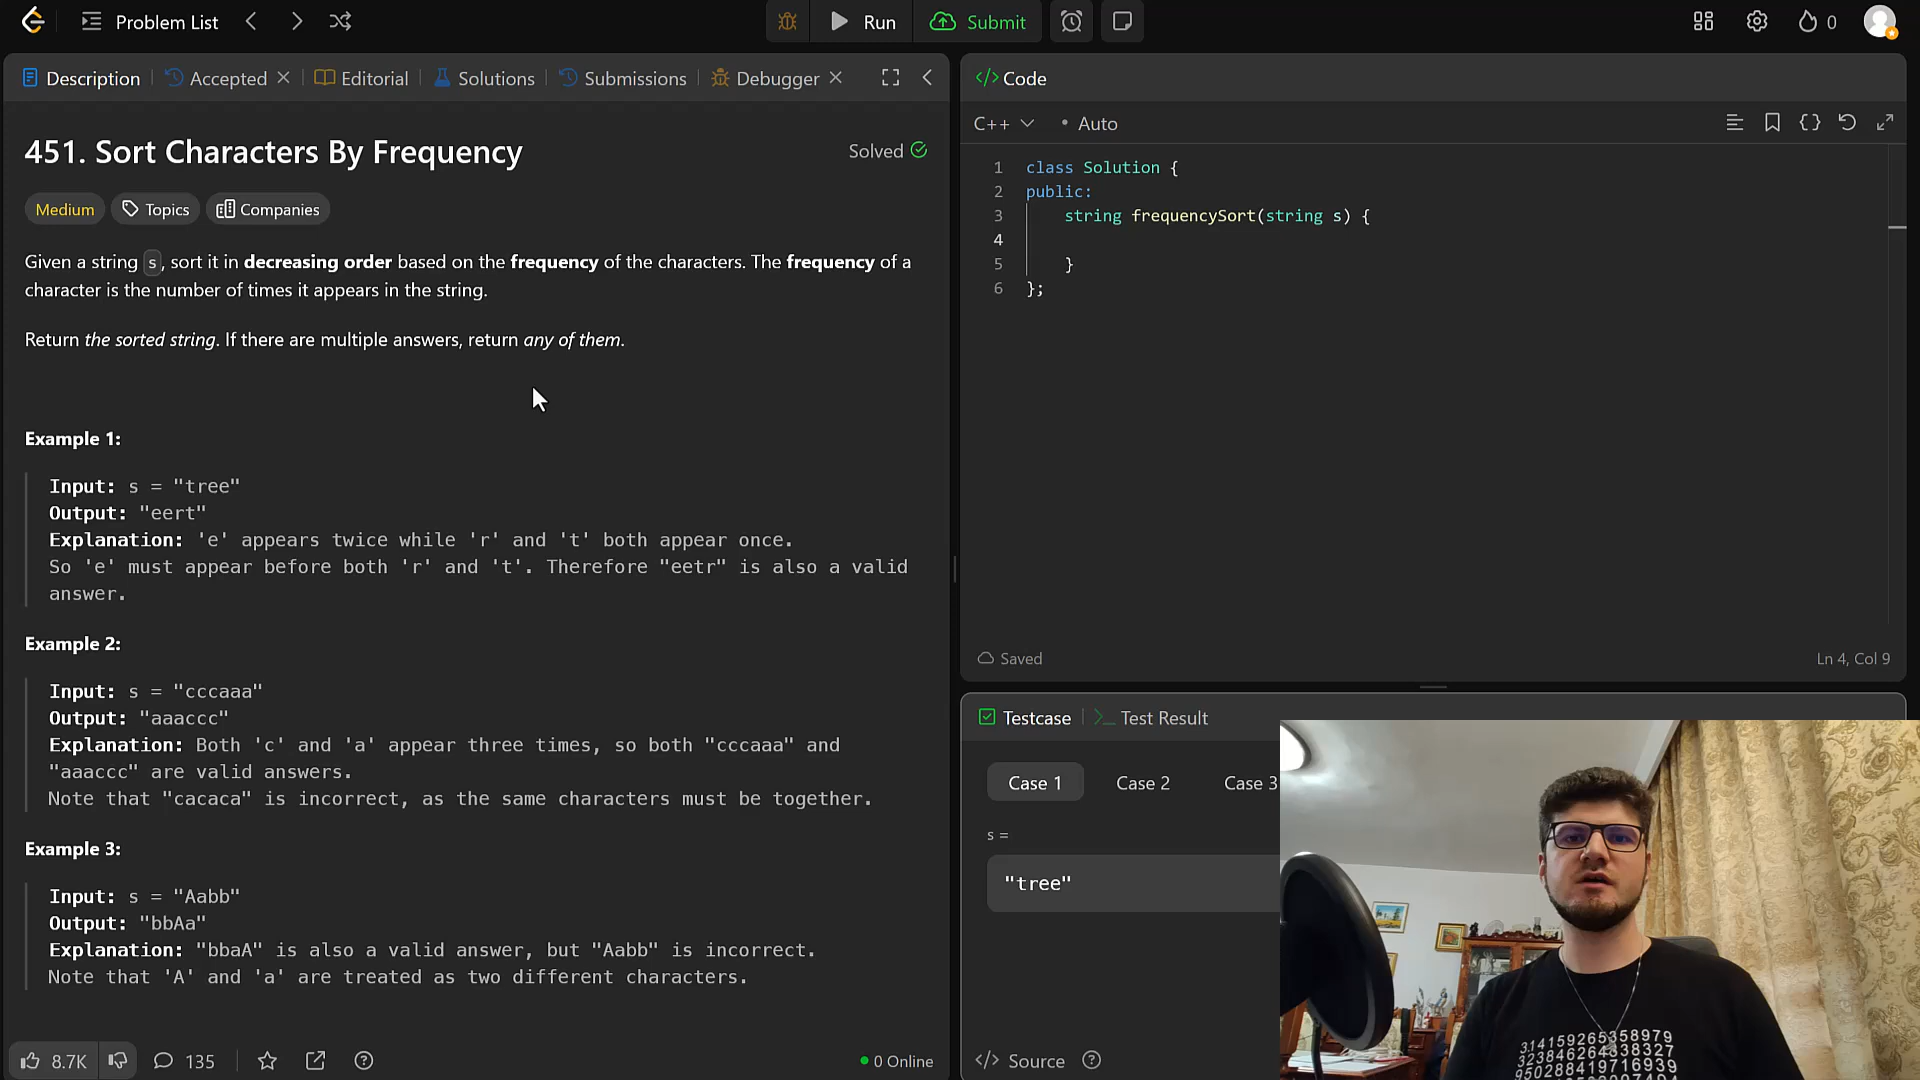 Problem List
Run
Submit
0
Description
Accepted
Editorial
Solutions
Submissions
Debugger
451. Sort Characters By Frequency
Solved
Medium
Topics
Companies
Given a string s, sort it in decreasing order based on the frequency of the characters. The frequency of a
character is the number of times it appears in the string.
Return the sorted string. If there are multiple answers, return any of them.
Example 1:
Input: s = "tree"
Output: "eert"
Explanation: 'e' appears twice while 'r' and 't' both appear once.
So 'e' must appear before both 'r' and 't'. Therefore "eetr" is also a valid
answer.
Example 2:
Input: s = "cccaaa"
Output: "aaaccc"
Explanation: Both 'c' and 'a' appear three times, so both "cccaaa" and
"aaaccc" are valid answers.
Note that "cacaca" is incorrect, as the same characters must be together.
Example 3:
Input: s = "Aabb"
Output: "bbAa"
Explanation: "bbaA" is also a valid answer, but "Aabb" is incorrect.
Note that 'A' and 'a' are treated as two different characters.
8.7K
135
0 Online
</> Code
C++
• Auto
1 class Solution {
2 public:
3 string frequencySort(string s) {
4
5 }
6 };
Saved
Ln 4, Col 9
Testcase
Test Result
Case 1
Case 2
Case 3
s =
"tree"
</> Source
3.14159265358979
323846264338327
950288419716939